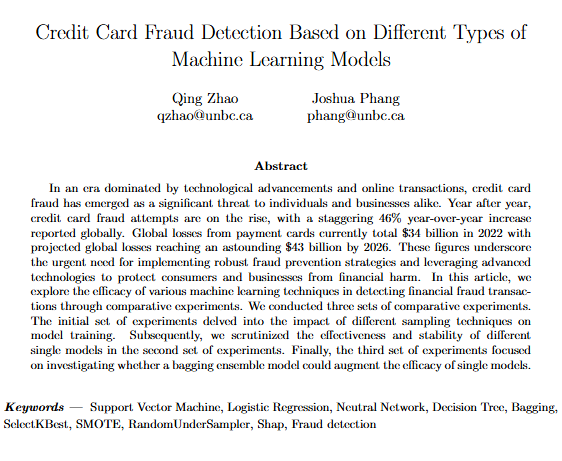 Credit Card Fraud Detection Based on Different Types of
Machine Learning Models
Qing Zhao Joshua Phang
qzhao@unbc.ca phang@unbc.ca
Abstract
In an era dominated by technological advancements and online transactions, credit card
fraud has emerged as a significant threat to individuals and businesses alike. Year after year,
credit card fraud attempts are on the rise, with a staggering 46% year-over-year increase
reported globally. Global losses from payment cards currently total $34 billion in 2022 with
projected global losses reaching an astounding $43 billion by 2026. These figures underscore
the urgent need for implementing robust fraud prevention strategies and leveraging advanced
technologies to protect consumers and businesses from financial harm. In this article, we
explore the efficacy of various machine learning techniques in detecting financial fraud transac-
tions through comparative experiments. We conducted three sets of comparative experiments.
The initial set of experiments delved into the impact of different sampling techniques on
model training. Subsequently, we scrutinized the effectiveness and stability of different
single models in the second set of experiments. Finally, the third set of experiments focused
on investigating whether a bagging ensemble model could augment the efficacy of single models.
Keywords — Support Vector Machine, Logistic Regression, Neutral Network, Decision Tree, Bagging,
SelectKBest, SMOTE, RandomUnderSampler, Shap, Fraud detection